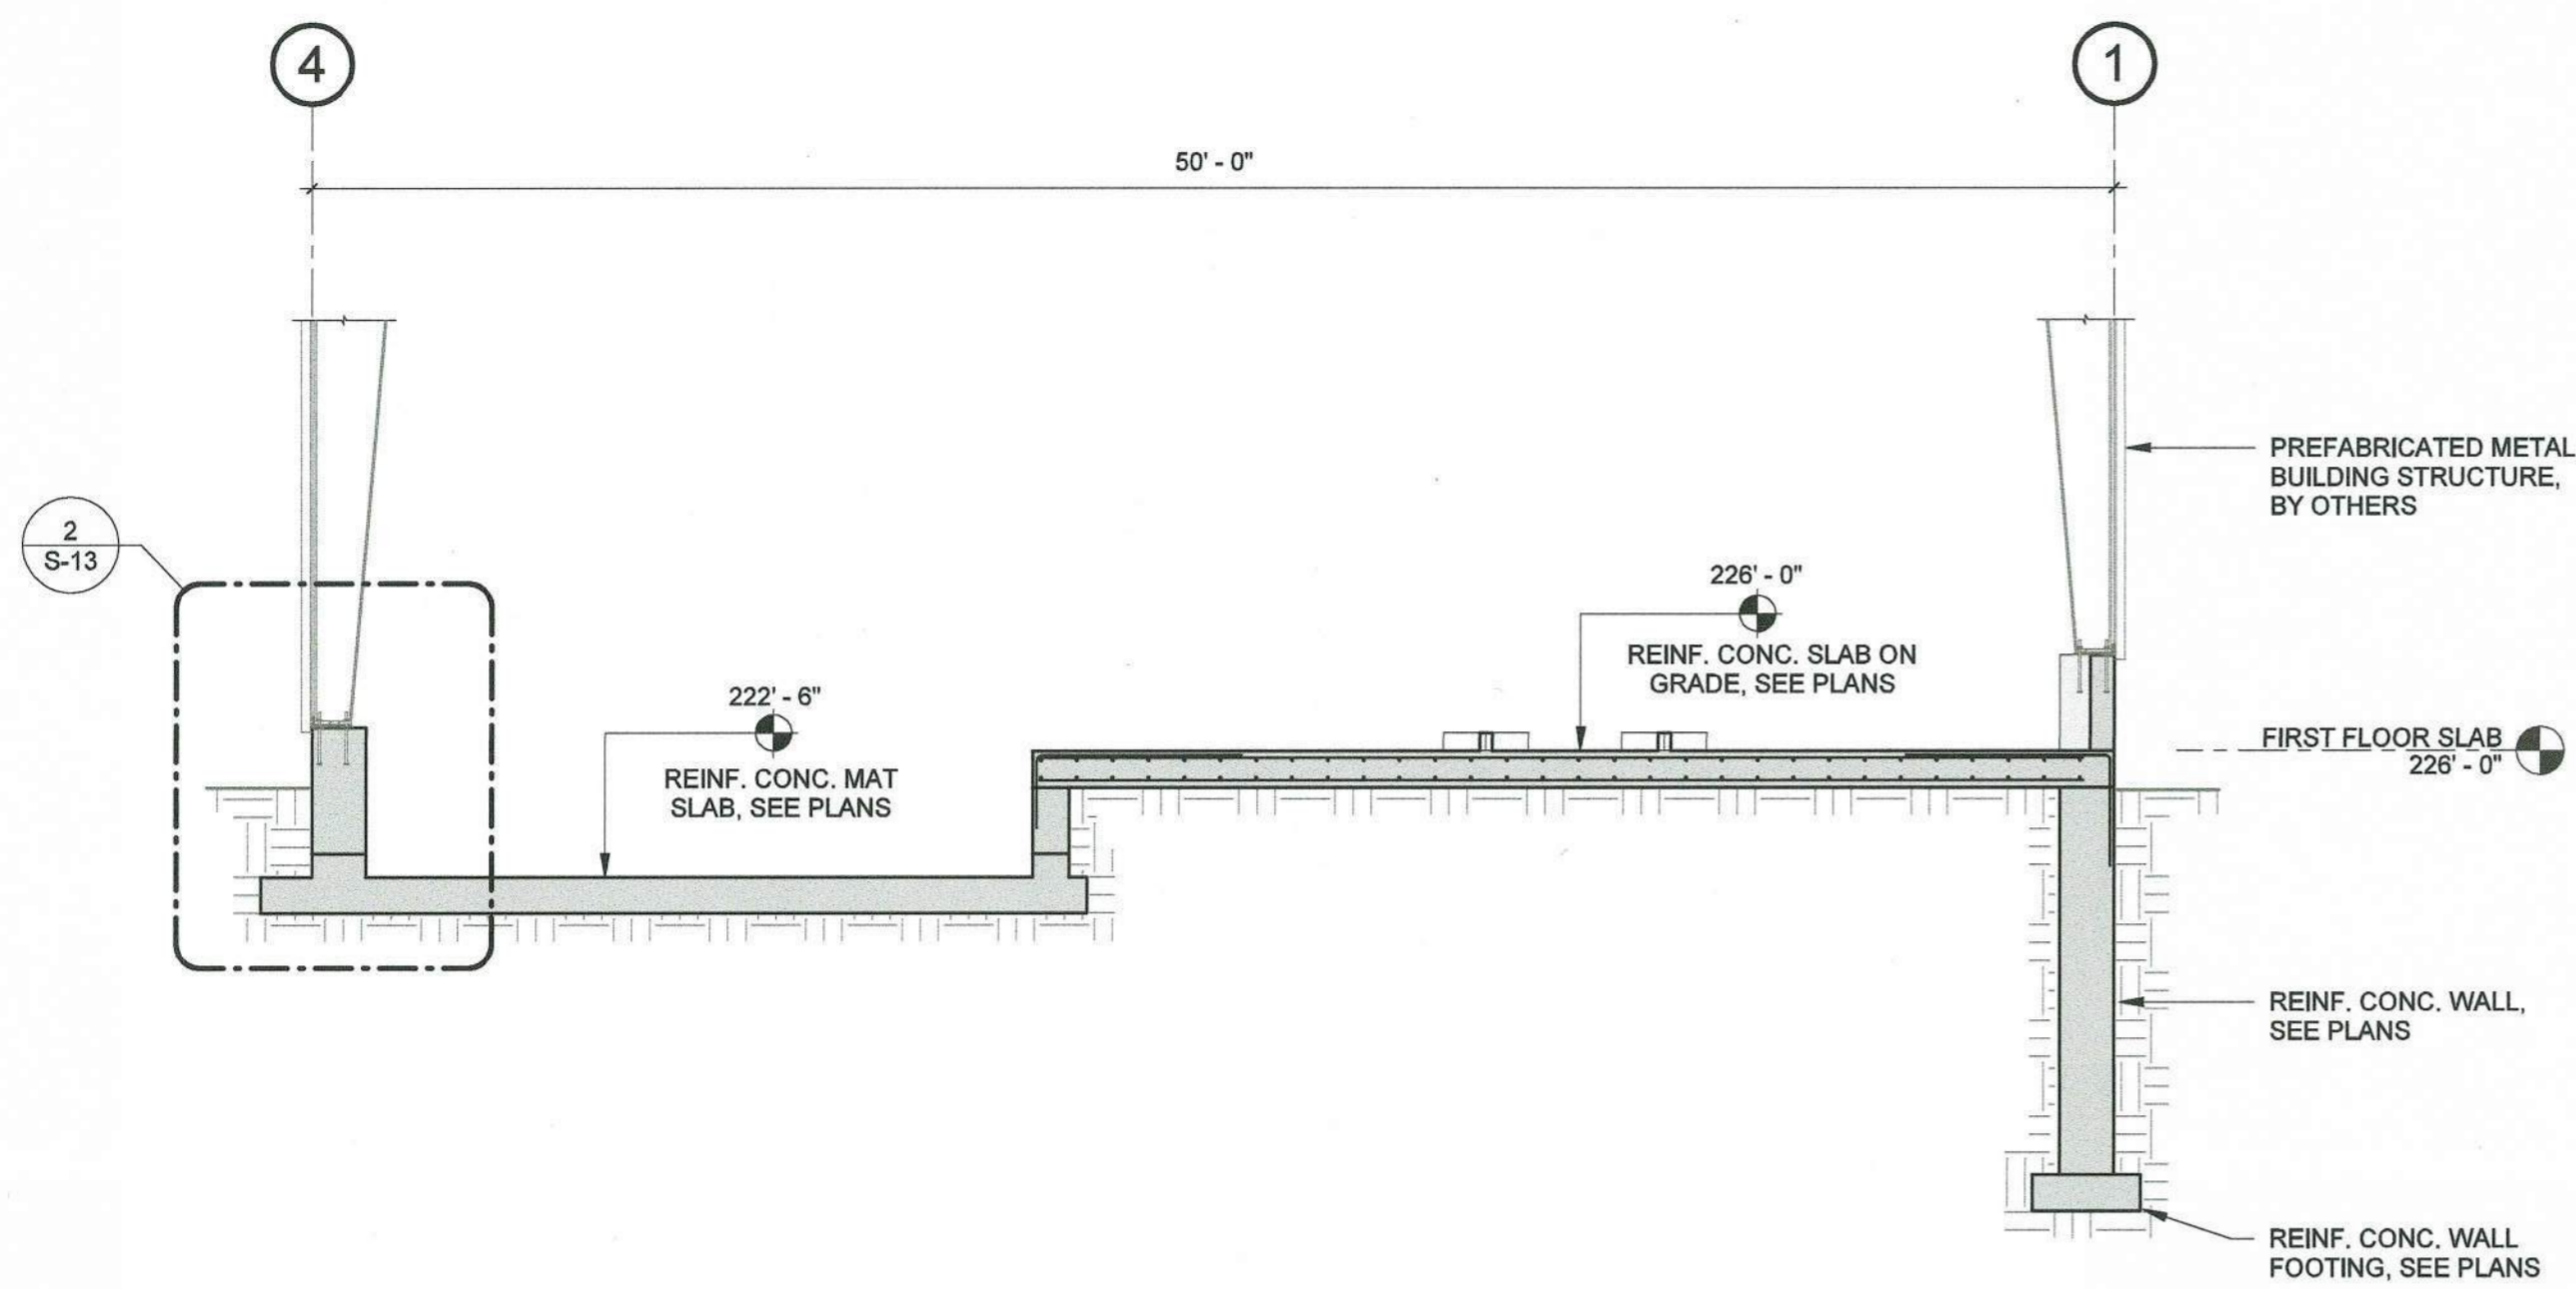 4
1
50' - 0"
PREFABRICATED METAL
BUILDING STRUCTURE,
BY OTHERS
2
S-13
226' - 0"
REINF. CONC. SLAB ON
GRADE, SEE PLANS
222' - 6"
REINF. CONC. MAT
SLAB, SEE PLANS
FIRST FLOOR SLAB
226' - 0"
REINF. CONC. WALL,
SEE PLANS
REINF. CONC. WALL
FOOTING, SEE PLANS